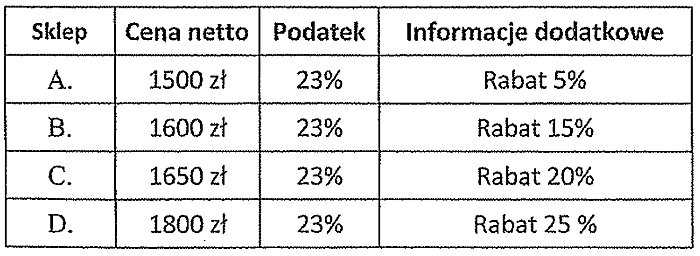 Sklep Cena netto Podatek Informacje dodatkowe
A. 1500 zł 23% Rabat 5%
B. 1600 zł 23% Rabat 15%
C. 1650 zł 23% Rabat 20%
D. 1800 zł 23% Rabat 25 %